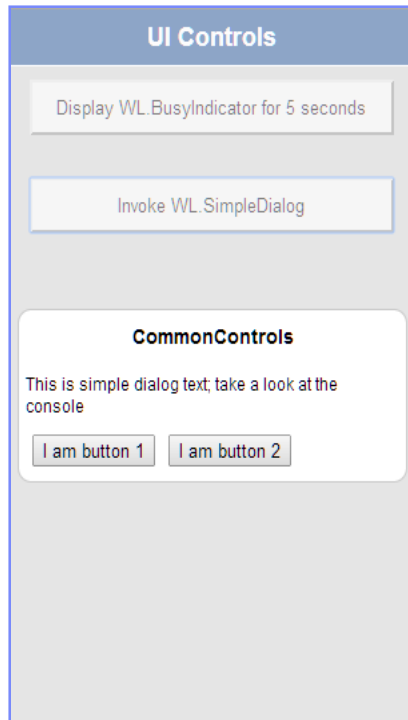 UI Controls
Display WL.BusyIndicator for 5 seconds
Invoke WL.SimpleDialog
CommonControls
This is simple dialog text; take a look at the
console
I am button 1 I am button 2